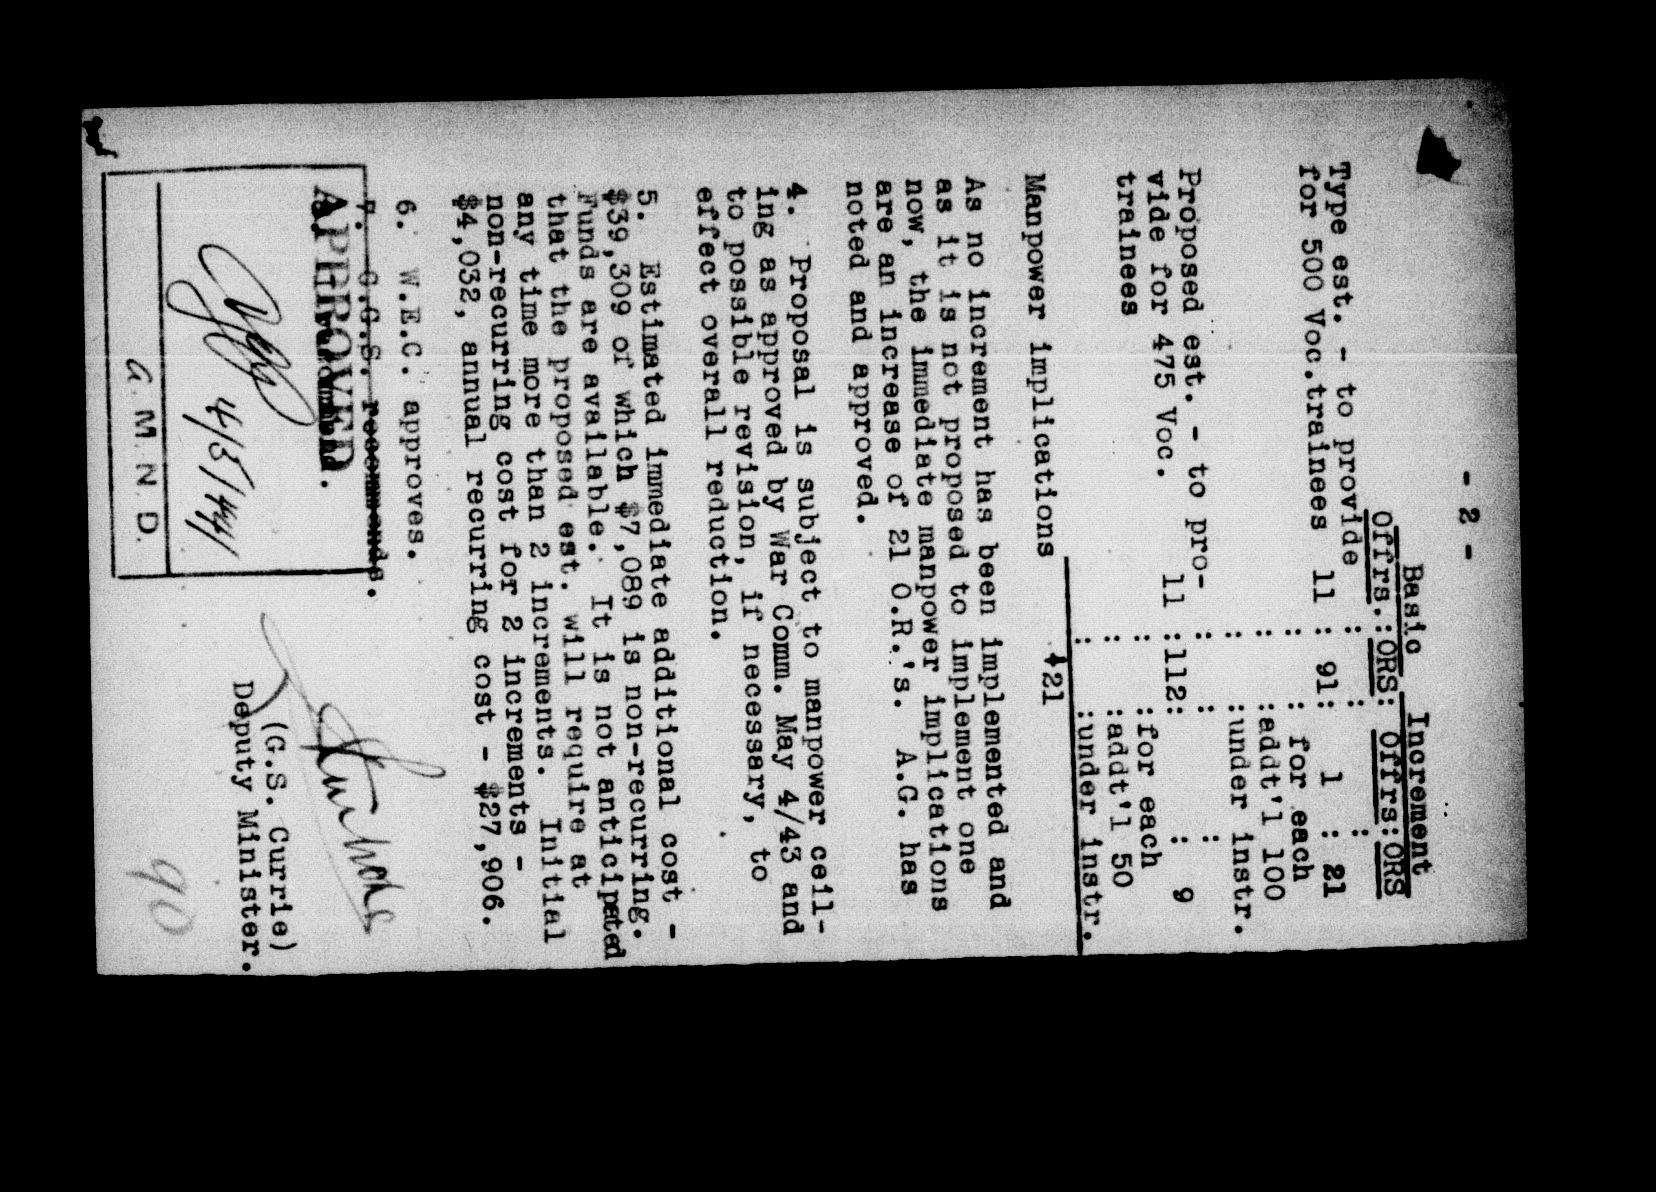 - 2 -
Basic Increment
Offrs.:ORS: Offrs:ORS
Type est. - to provide : : :
for 500 Voc.trainees 11 : 91: 1 : 21
: : for each
: :addt'l 100
: :under instr.
Proposed est. - to pro- : : :
vide for 475 Voc. 11 :112: : 9
trainees : :for each
: :addt'l 50
: :under instr.
Manpower implications +21
As no increment has been implemented and
as it is not proposed to implement one
now, the immediate manpower implications
are an increase of 21 O.R.'s. A.G. has
noted and approved.
4. Proposal is subject to manpower ceil-
ing as approved by War Comm. May 4/43 and
to possible revision, if necessary, to
effect overall reduction.
5. Estimated immediate additional cost -
$39,309 of which $7,089 is non-recurring.
Funds are available. It is not anticipated
that the proposed est. will require at
any time more than 2 increments. Initial
non-recurring cost for 2 increments -
$4,032, annual recurring cost - $27,906.
6. W.E.C. approves.
7. C.G.S. recommends.
APPROVED
4/3/44
A. M. N. D.
(G.S. Currie)
Deputy Minister.
90